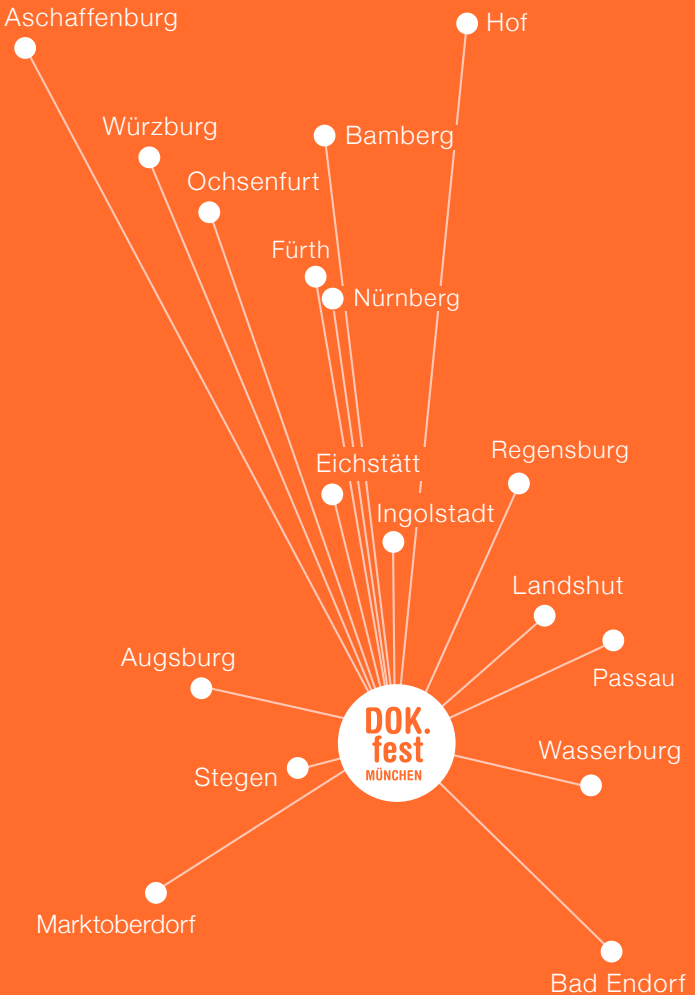 Aschaffenburg
Hof
Würzburg
Bamberg
Ochsenfurt
Fürth
Nürnberg
Regensburg
Eichstätt
Ingolstadt
Landshut
Augsburg
Passau
DOK.
fest
MÜNCHEN
Wasserburg
Stegen
Marktoberdorf
Bad Endorf